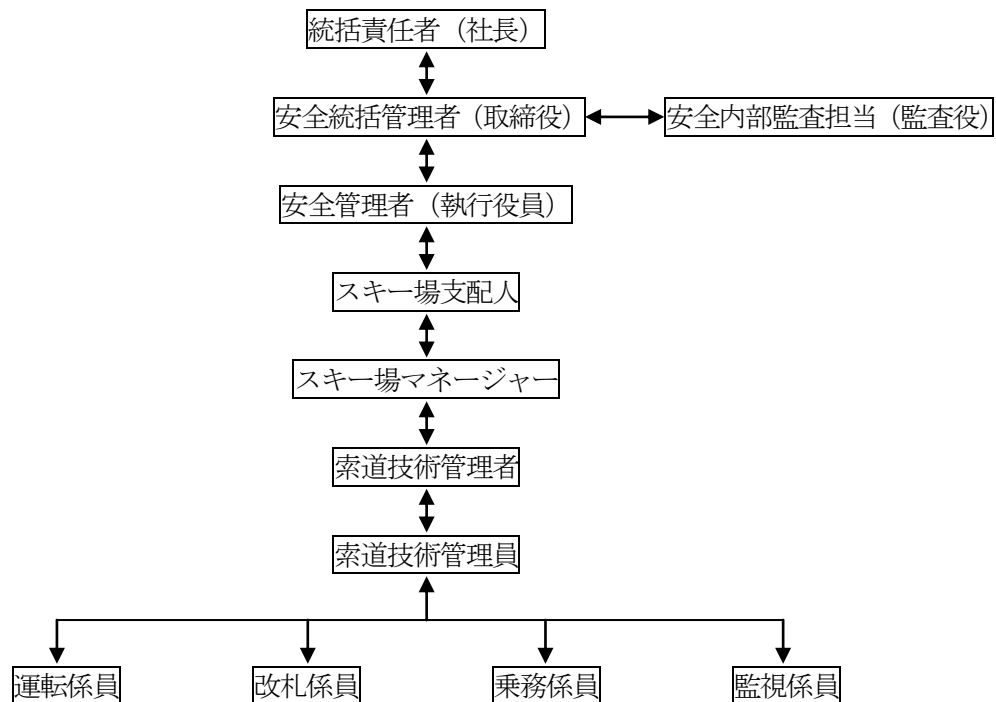 統括責任者（社長）
安全統括管理者（取締役）
安全内部監査担当（監査役）
安全管理者（執行役員）
スキー場支配人
スキー場マネージャー
索道技術管理者
索道技術管理員
運転係員
改札係員
乗務係員
監視係員